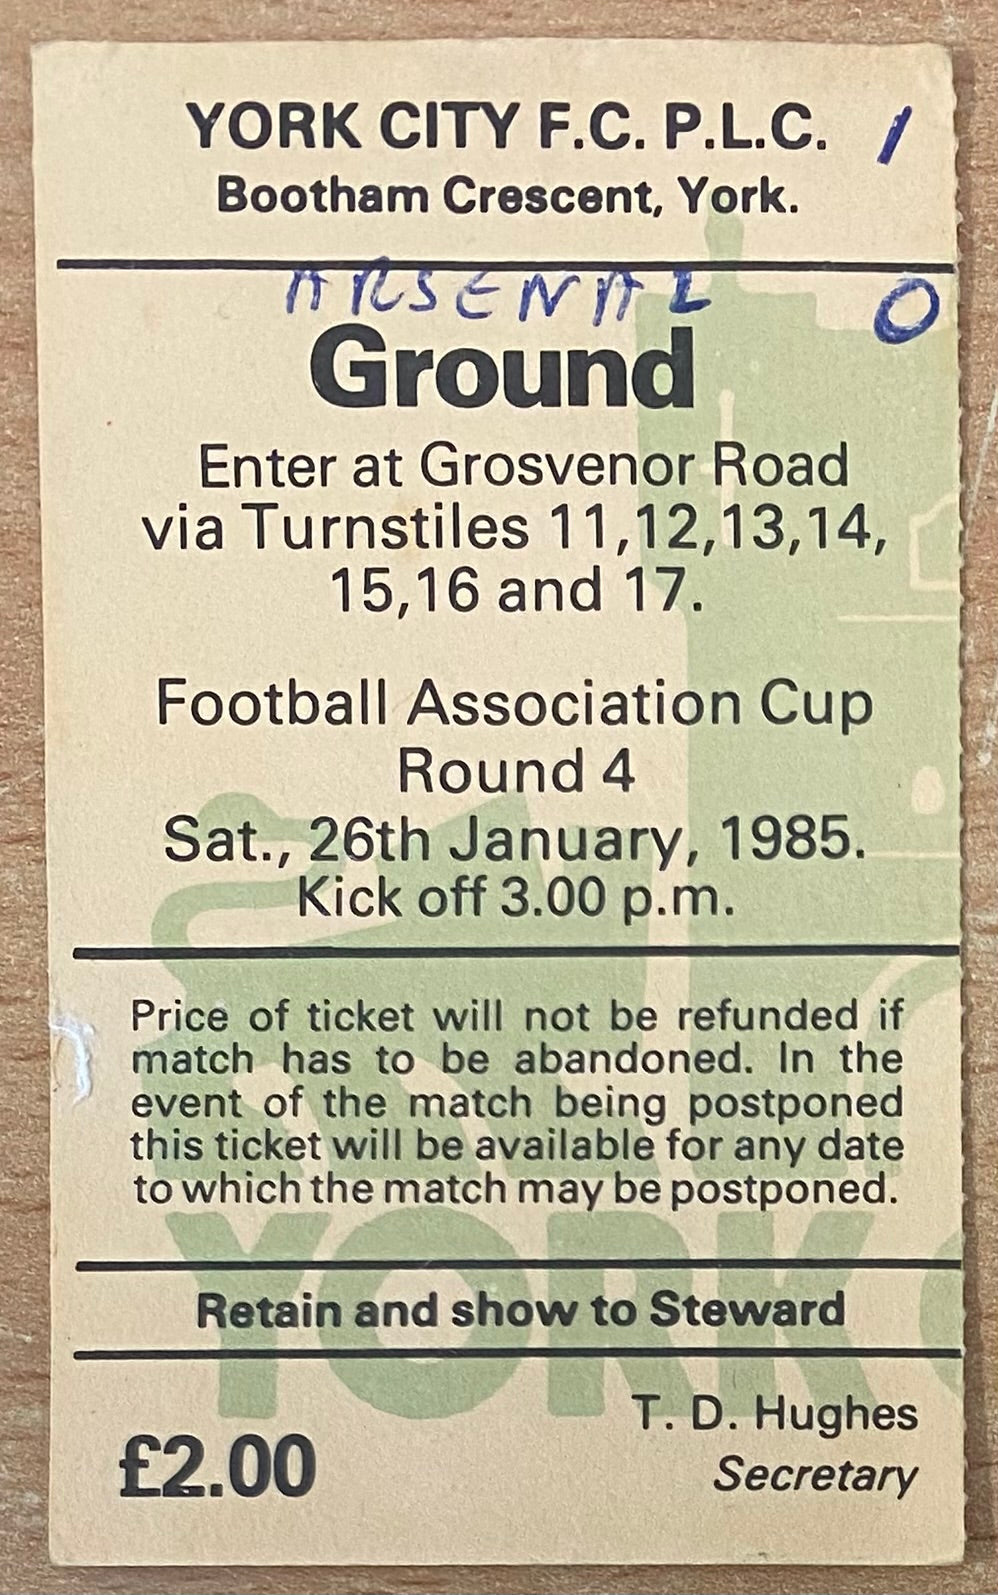 YORK CITY F.C. P.L.C. 1
Bootham Crescent, York.
ARSENAL 0
Ground
Enter at Grosvenor Road
via Turnstiles 11,12,13,14,
15,16 and 17.
Football Association Cup
Round 4
Sat., 26th January, 1985.
Kick off 3.00 p.m.
Price of ticket will not be refunded if
match has to be abandoned. In the
event of the match being postponed
this ticket will be available for any date
to which the match may be postponed.
YORK
Retain and show to Steward
T. D. Hughes
£2.00
Secretary